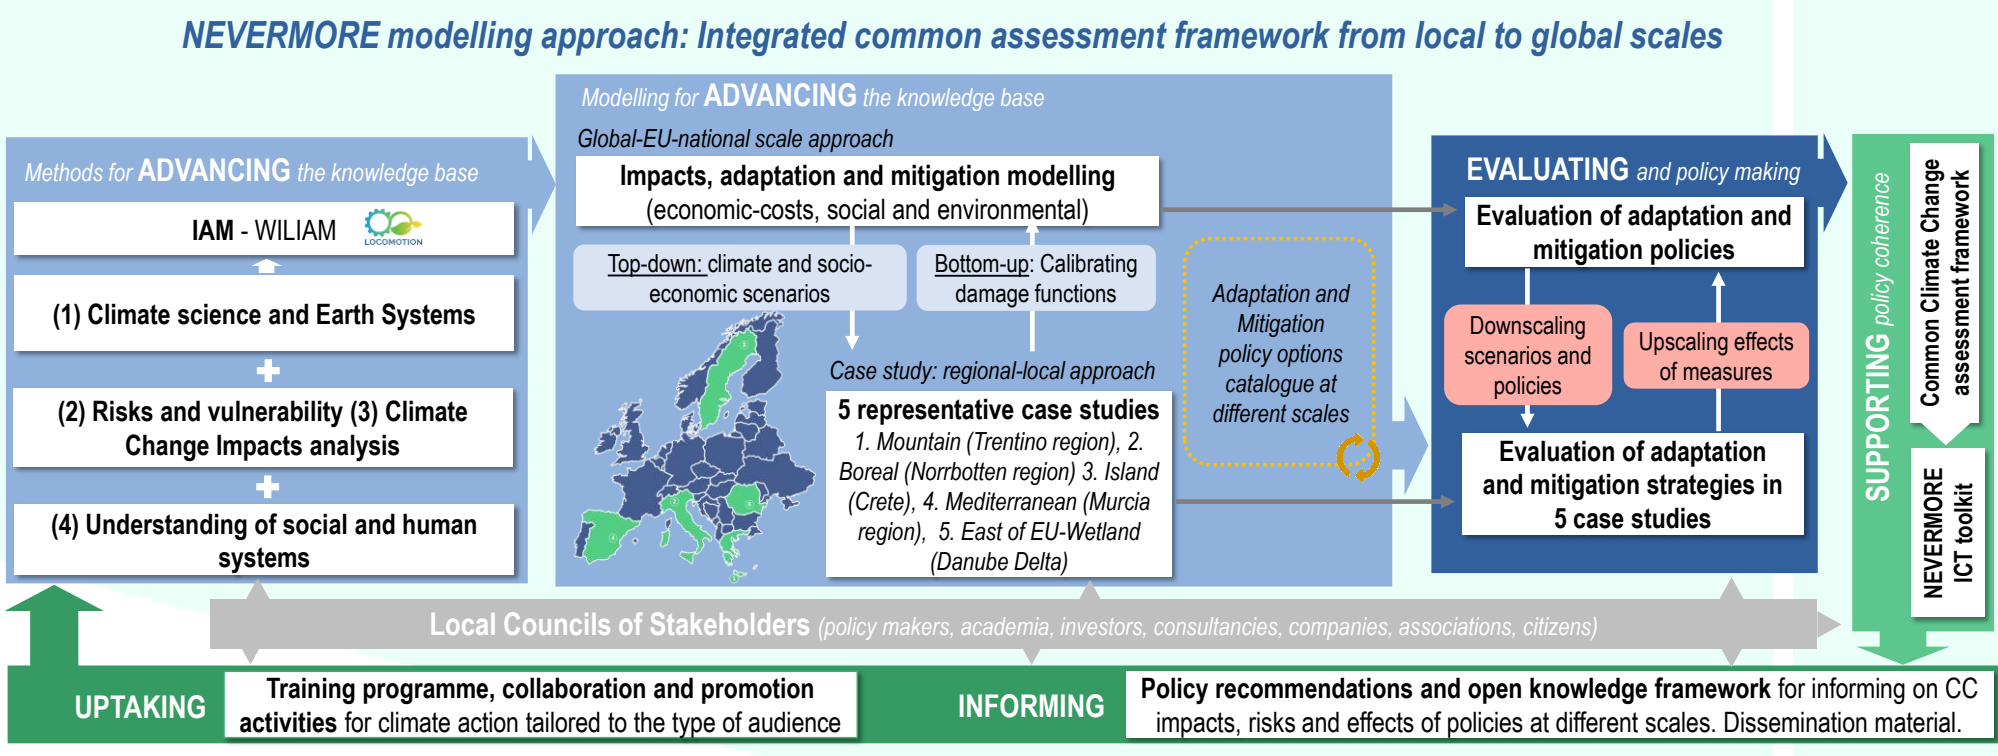 NEVERMORE modelling approach: Integrated common assessment framework from local to global scales
Methods for ADVANCING the knowledge base
IAM - WILIAM
LOCOMOTION
(1) Climate science and Earth Systems
(2) Risks and vulnerability (3) Climate
Change Impacts analysis
(4) Understanding of social and human
systems
Modelling for ADVANCING the knowledge base
Global-EU-national scale approach
Impacts, adaptation and mitigation modelling
(economic-costs, social and environmental)
Top-down: climate and socio-
economic scenarios
Bottom-up: Calibrating
damage functions
Case study: regional-local approach
5 representative case studies
1. Mountain (Trentino region), 2.
Boreal (Norrbotten region) 3. Island
(Crete), 4. Mediterranean (Murcia
region), 5. East of EU-Wetland
(Danube Delta)
Adaptation and
Mitigation
policy options
catalogue at
different scales
EVALUATING and policy making
Evaluation of adaptation and
mitigation policies
Downscaling
scenarios and
policies
Upscaling effects
of measures
Evaluation of adaptation
and mitigation strategies in
5 case studies
SUPPORTING policy coherence
Common Climate Change
assessment framework
NEVERMORE
ICT toolkit
Local Councils of Stakeholders (policy makers, academia, investors, consultancies, companies, associations, citizens)
UPTAKING
Training programme, collaboration and promotion
activities for climate action tailored to the type of audience
INFORMING
Policy recommendations and open knowledge framework for informing on CC
impacts, risks and effects of policies at different scales. Dissemination material.